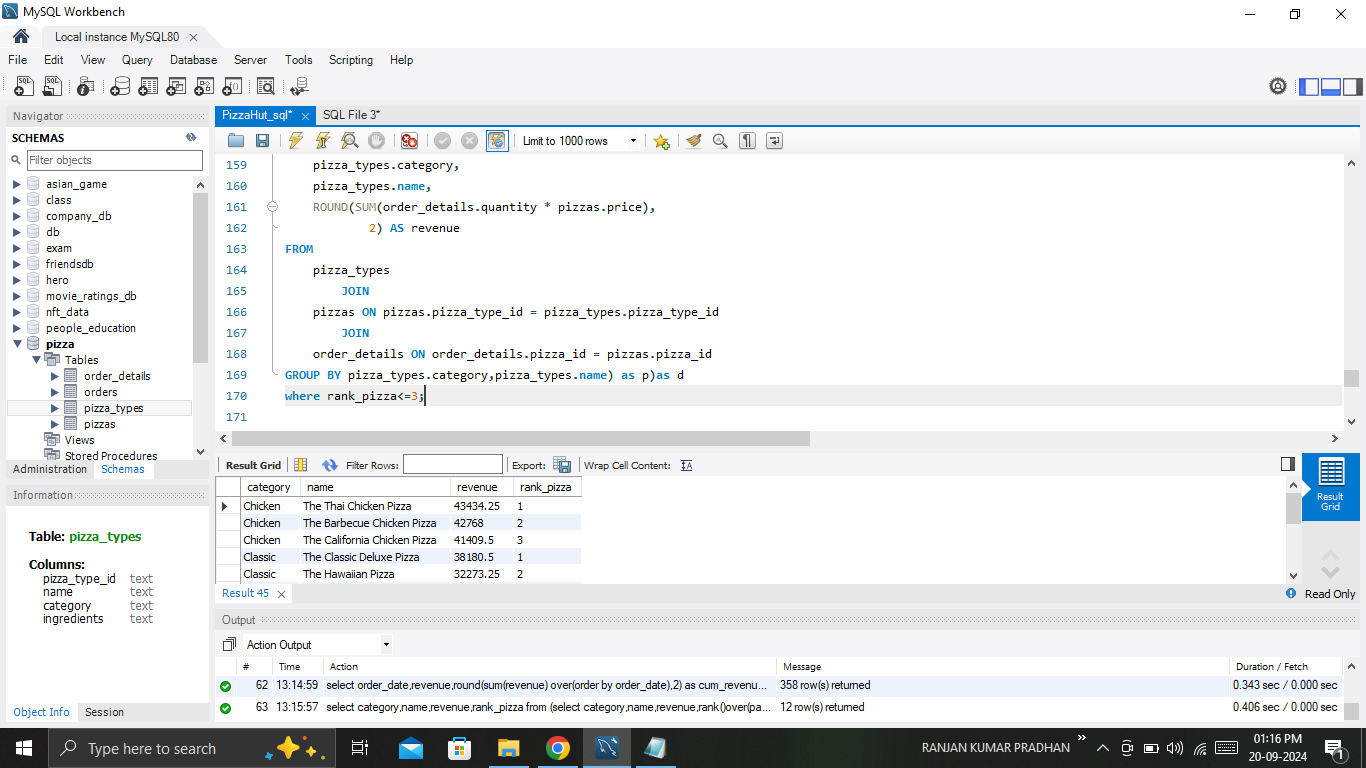 MySQL Workbench
Local instance MySQL80
File Edit View Query Database Server Tools Scripting Help
Navigator
SCHEMAS
Filter objects
asian_game
class
company_db
db
exam
friendsdb
hero
movie_ratings_db
nft_data
people_education
pizza
Tables
order_details
orders
pizza_types
pizzas
Views
Stored Procedures
Administration Schemas
Information
Table: pizza_types
Columns:
pizza_type_id text
name text
category text
ingredients text
Object Info Session
PizzaHut_sql* SQL File 3*
Limit to 1000 rows
159 pizza_types.category,
160 pizza_types.name,
161 ROUND(SUM(order_details.quantity * pizzas.price),
162 2) AS revenue
163 FROM
164 pizza_types
165 JOIN
166 pizzas ON pizzas.pizza_type_id = pizza_types.pizza_type_id
167 JOIN
168 order_details ON order_details.pizza_id = pizzas.pizza_id
169 GROUP BY pizza_types.category,pizza_types.name) as p)as d
170 where rank_pizza<=3;
171
Result Grid Filter Rows: Export: Wrap Cell Content:
category name revenue rank_pizza
Chicken The Thai Chicken Pizza 43434.25 1
Chicken The Barbecue Chicken Pizza 42768 2
Chicken The California Chicken Pizza 41409.5 3
Classic The Classic Deluxe Pizza 38180.5 1
Classic The Hawaiian Pizza 32273.25 2
Result
Grid
Result 45
Read Only
Output
Action Output
# Time Action Message Duration / Fetch
62 13:14:59 select order_date,revenue,round(sum(revenue) over(order by order_date),2) as cum_revenu... 358 row(s) returned 0.343 sec / 0.000 sec
63 13:15:57 select category,name,revenue,rank_pizza from (select category,name,revenue,rank()over(pa... 12 row(s) returned 0.406 sec / 0.000 sec
Type here to search
RANJAN KUMAR PRADHAN
01:16 PM
20-09-2024
1